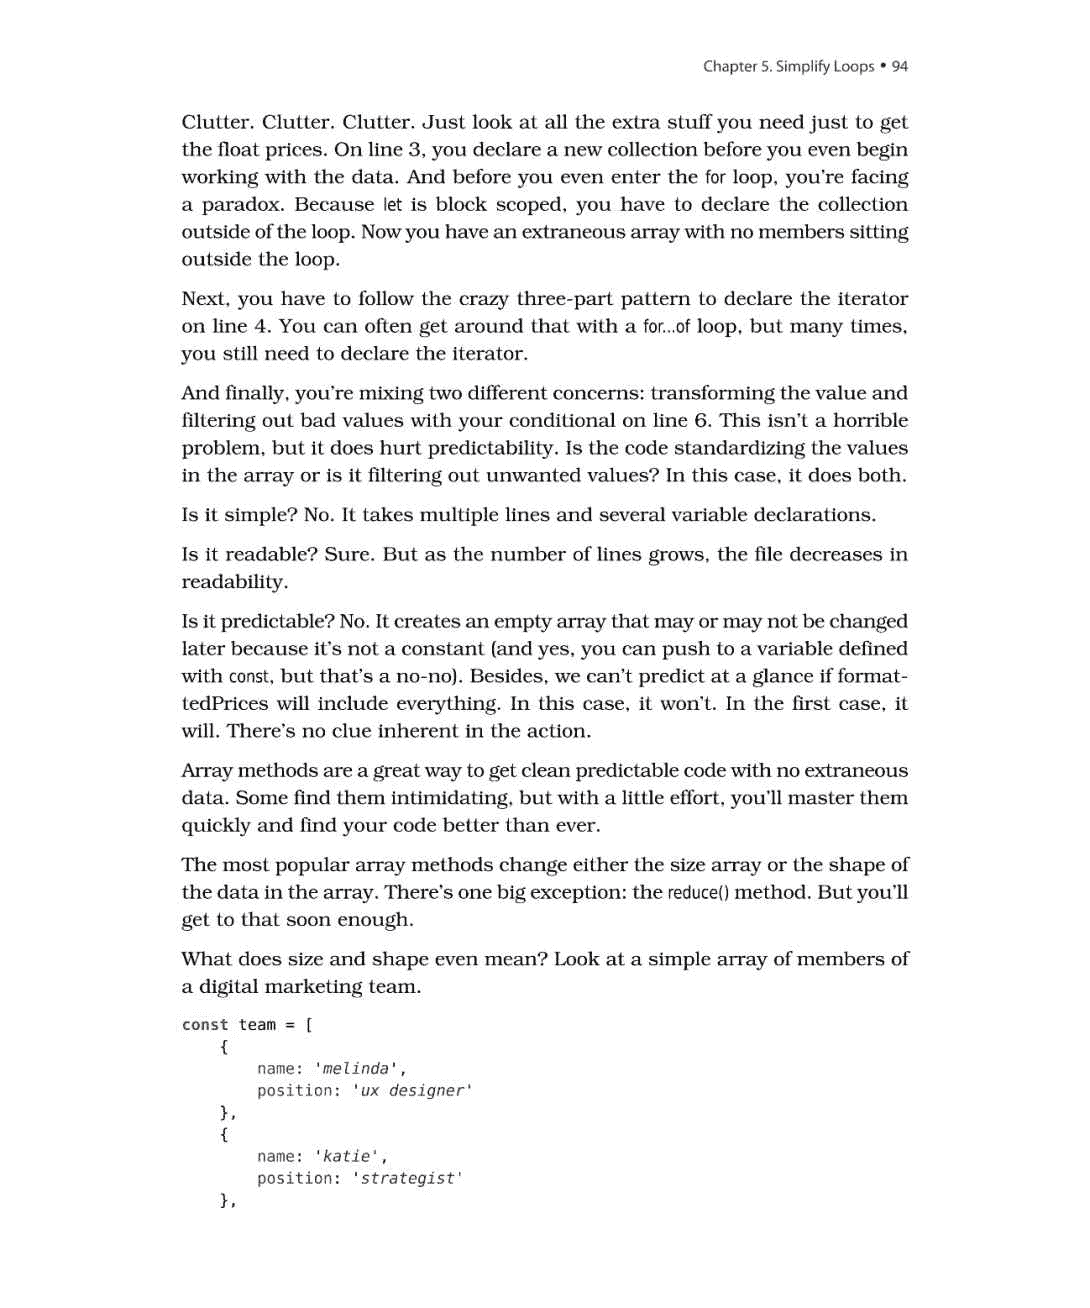 Chapter 5. Simplify Loops • 94
Clutter. Clutter. Clutter. Just look at all the extra stuff you need just to get
the float prices. On line 3, you declare a new collection before you even begin
working with the data. And before you even enter the for loop, you’re facing
a paradox. Because let is block scoped, you have to declare the collection
outside of the loop. Now you have an extraneous array with no members sitting
outside the loop.
Next, you have to follow the crazy three-part pattern to declare the iterator
on line 4. You can often get around that with a for...of loop, but many times,
you still need to declare the iterator.
And finally, you’re mixing two different concerns: transforming the value and
filtering out bad values with your conditional on line 6. This isn’t a horrible
problem, but it does hurt predictability. Is the code standardizing the values
in the array or is it filtering out unwanted values? In this case, it does both.
Is it simple? No. It takes multiple lines and several variable declarations.
Is it readable? Sure. But as the number of lines grows, the file decreases in
readability.
Is it predictable? No. It creates an empty array that may or may not be changed
later because it’s not a constant (and yes, you can push to a variable defined
with const, but that’s a no-no). Besides, we can’t predict at a glance if format-
tedPrices will include everything. In this case, it won’t. In the first case, it
will. There’s no clue inherent in the action.
Array methods are a great way to get clean predictable code with no extraneous
data. Some find them intimidating, but with a little effort, you’ll master them
quickly and find your code better than ever.
The most popular array methods change either the size array or the shape of
the data in the array. There’s one big exception: the reduce() method. But you’ll
get to that soon enough.
What does size and shape even mean? Look at a simple array of members of
a digital marketing team.
const team = [
{
name: 'melinda',
position: 'ux designer'
},
{
name: 'katie',
position: 'strategist'
},